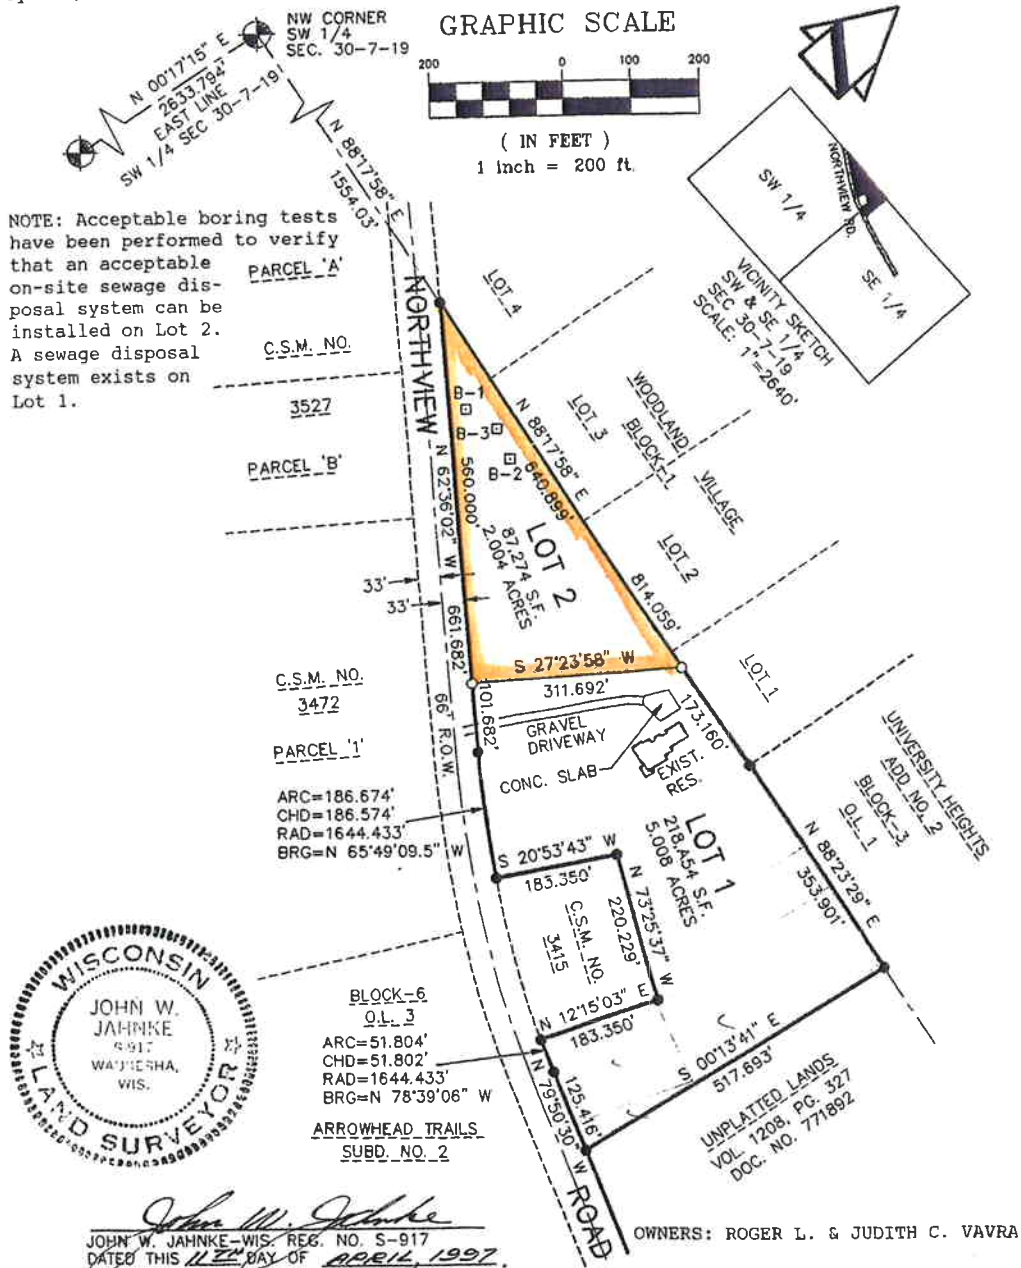 NW CORNER
SW 1/4
SEC. 30-7-19
GRAPHIC SCALE
200 0 100 200
( IN FEET )
1 inch = 200 ft.
N 00°17'15" E
2633.794'
EAST LINE
SW 1/4 SEC 30-7-19
N 88°17'58" E
1554.03'
NOTE: Acceptable boring tests
have been performed to verify
that an acceptable
on-site sewage dis-
posal system can be
installed on Lot 2.
A sewage disposal
system exists on
Lot 1.
PARCEL 'A'
C.S.M. NO.
3527
PARCEL 'B'
NORTHVIEW
SW 1/4
NORTHVIEW RD.
SE 1/4
VICINITY SKETCH
SW & SE 1/4
SEC 30-7-19
SCALE: 1"=2640'
LOT 4
LOT 3
WOODLAND
BLOCK-1
VILLAGE
LOT 2
LOT 1
B-1
B-3
B-2
N 88°17'58" E
640.899'
814.059'
N 62°36'02" W
560.000'
661.682'
LOT 2
87,274 S.F.
2.004 ACRES
33'
33'
S 27°23'58" W
311.692'
101.682'
66' R.O.W.
173.160'
C.S.M. NO.
3472
PARCEL '1'
GRAVEL
DRIVEWAY
CONC. SLAB
EXIST.
RES.
UNIVERSITY HEIGHTS
ADD NO. 2
BLOCK-3
O.L. 1
ARC=186.674'
CHD=186.574'
RAD=1644.433'
BRG=N 65°49'09.5" W
LOT 1
218,A54 S.F.
5.008 ACRES
N 88°23'29" E
353.901'
S 20°53'43" W
183.350'
N 73°25'37" W
220.229'
C.S.M. NO.
3415
N 12°15'03" E
183.350'
BLOCK-6
O.L. 3
ARC=51.804'
CHD=51.802'
RAD=1644.433'
BRG=N 78°39'06" W
ARROWHEAD TRAILS
SUBD. NO. 2
N 79°50'30" W
125.416'
S 00°13'41" E
517.693'
UNPLATTED LANDS
VOL. 1208, PG. 327
DOC. NO. 771892
ROAD
WISCONSIN
JOHN W.
JAHNKE
S-917
WAUKESHA,
WIS.
LAND SURVEYOR
John W. Jahnke
JOHN W. JAHNKE-WIS. REG. NO. S-917
DATED THIS 11TH DAY OF APRIL, 1997.
OWNERS: ROGER L. & JUDITH C. VAVRA